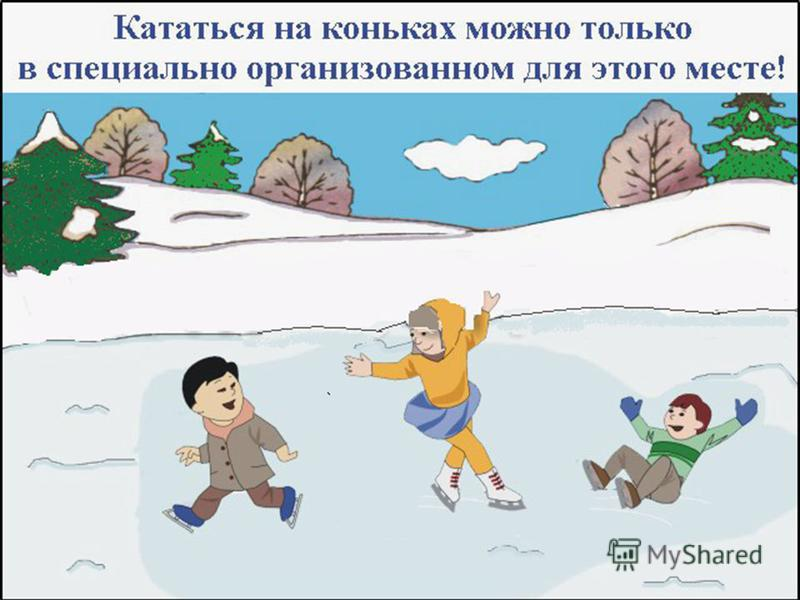 Кататься на коньках можно только
в специально организованном для этого месте!
MyShared